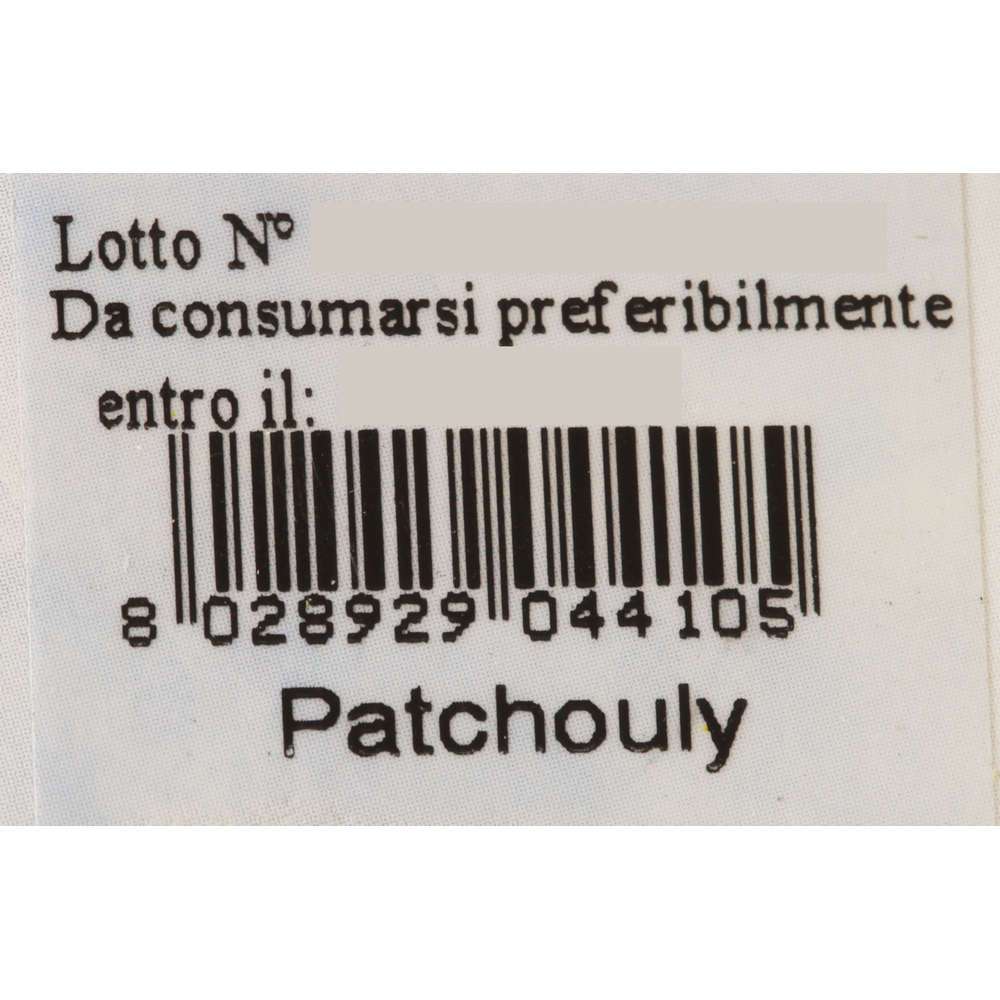 Lotto N°
Da consumarsi preferibilmente
entro il:
8 028929 044105
Patchouly